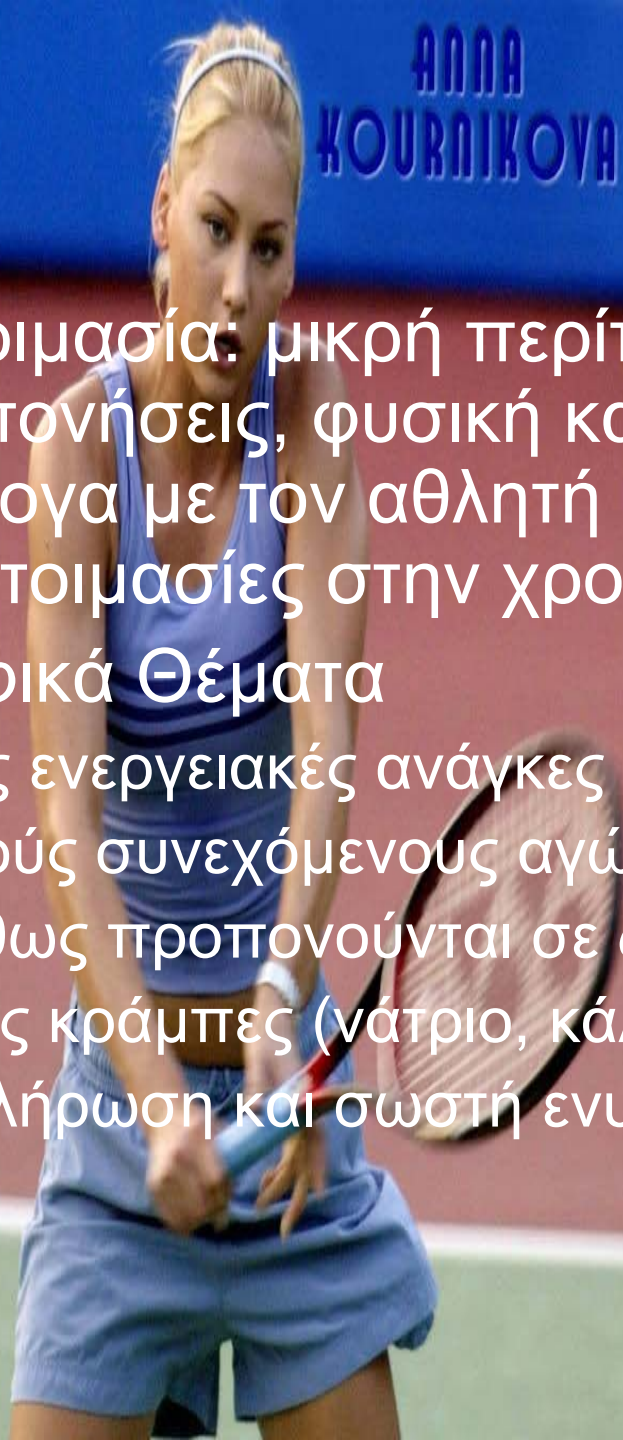 ANNA
KOURNIKOVA
οιμασία: μικρή περίτ
τονήσεις, φυσική κα
ογα με τον αθλητή
τοιμασίες στην χρο
ρικά Θέματα
ς ενεργειακές ανάγκες
ούς συνεχόμενους αγώ
θως προπονούνται σε
ς κράμπες (νάτριο, κάλ
λήρωση και σωστή ενυ